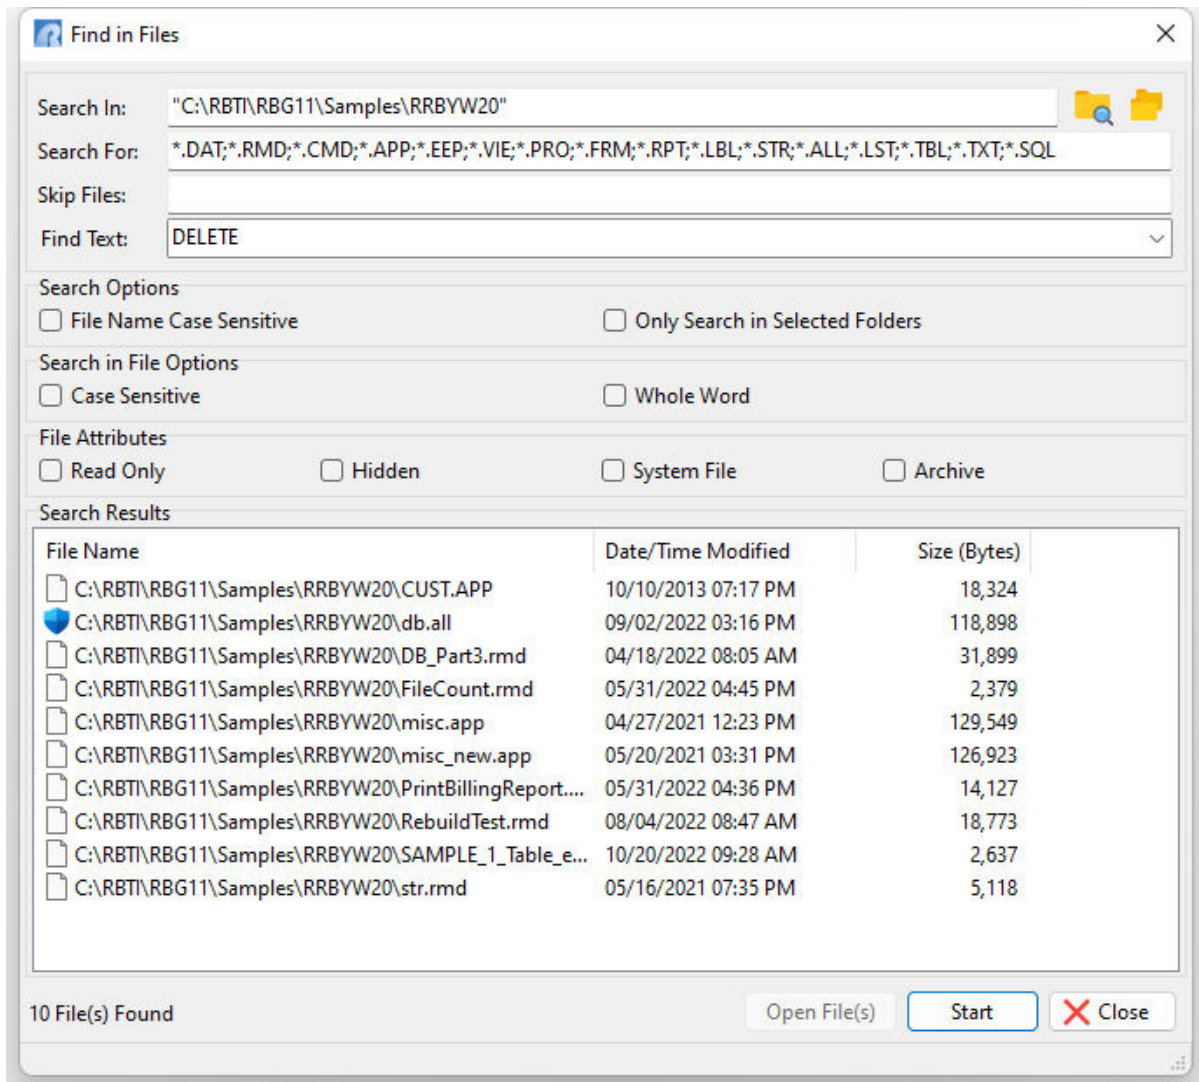 Find in Files
Search In: "C:\RBTI\RBG11\Samples\RRBYW20"
Search For: *.DAT;*.RMD;*.CMD;*.APP;*.EEP;*.VIE;*.PRO;*.FRM;*.RPT;*.LBL;*.STR;*.ALL;*.LST;*.TBL;*.TXT;*.SQL
Skip Files:
Find Text: DELETE
Search Options
File Name Case Sensitive Only Search in Selected Folders
Search in File Options
Case Sensitive Whole Word
File Attributes
Read Only Hidden System File Archive
Search Results
File Name Date/Time Modified Size (Bytes)
C:\RBTI\RBG11\Samples\RRBYW20\CUST.APP 10/10/2013 07:17 PM 18,324
C:\RBTI\RBG11\Samples\RRBYW20\db.all 09/02/2022 03:16 PM 118,898
C:\RBTI\RBG11\Samples\RRBYW20\DB_Part3.rmd 04/18/2022 08:05 AM 31,899
C:\RBTI\RBG11\Samples\RRBYW20\FileCount.rmd 05/31/2022 04:45 PM 2,379
C:\RBTI\RBG11\Samples\RRBYW20\misc.app 04/27/2021 12:23 PM 129,549
C:\RBTI\RBG11\Samples\RRBYW20\misc_new.app 05/20/2021 03:31 PM 126,923
C:\RBTI\RBG11\Samples\RRBYW20\PrintBillingReport.... 05/31/2022 04:36 PM 14,127
C:\RBTI\RBG11\Samples\RRBYW20\RebuildTest.rmd 08/04/2022 08:47 AM 18,773
C:\RBTI\RBG11\Samples\RRBYW20\SAMPLE_1_Table_e... 10/20/2022 09:28 AM 2,637
C:\RBTI\RBG11\Samples\RRBYW20\str.rmd 05/16/2021 07:35 PM 5,118
10 File(s) Found Open File(s) Start Close